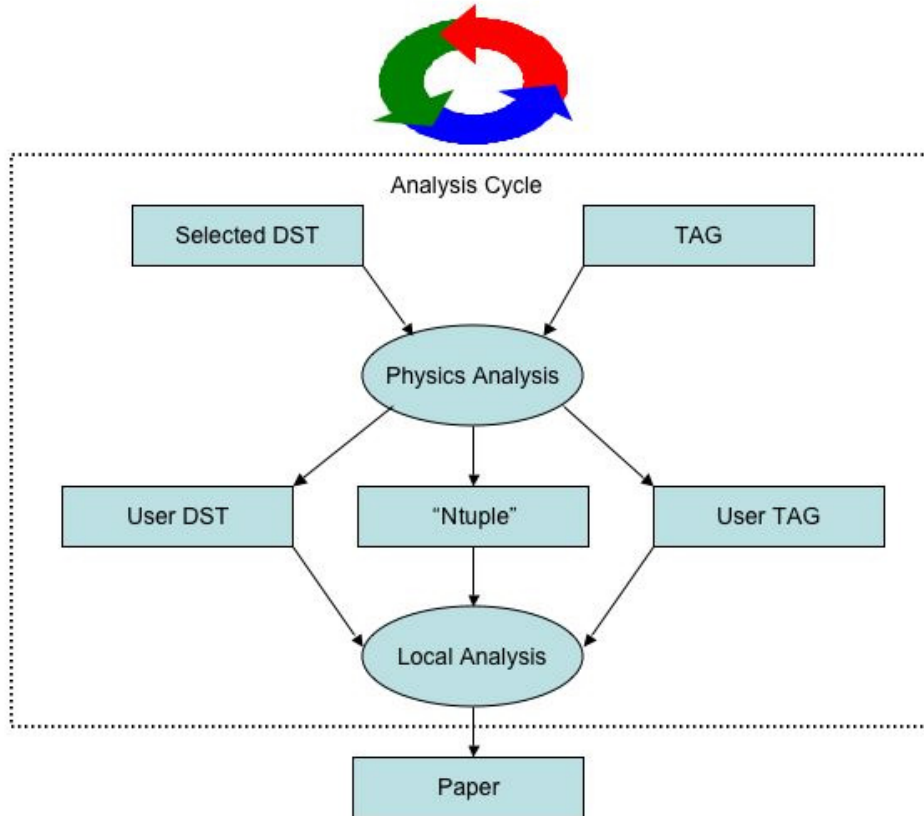 Analysis Cycle
Selected DST
TAG
Physics Analysis
User DST
“Ntuple”
User TAG
Local Analysis
Paper